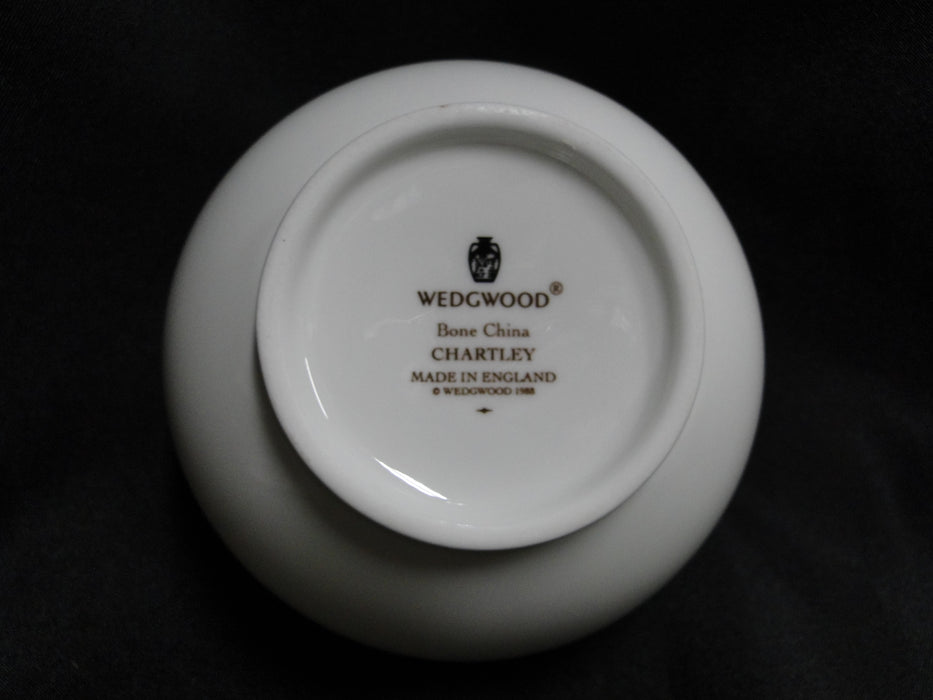 WEDGWOOD®
Bone China
CHARTLEY
MADE IN ENGLAND
© WEDGWOOD 1988